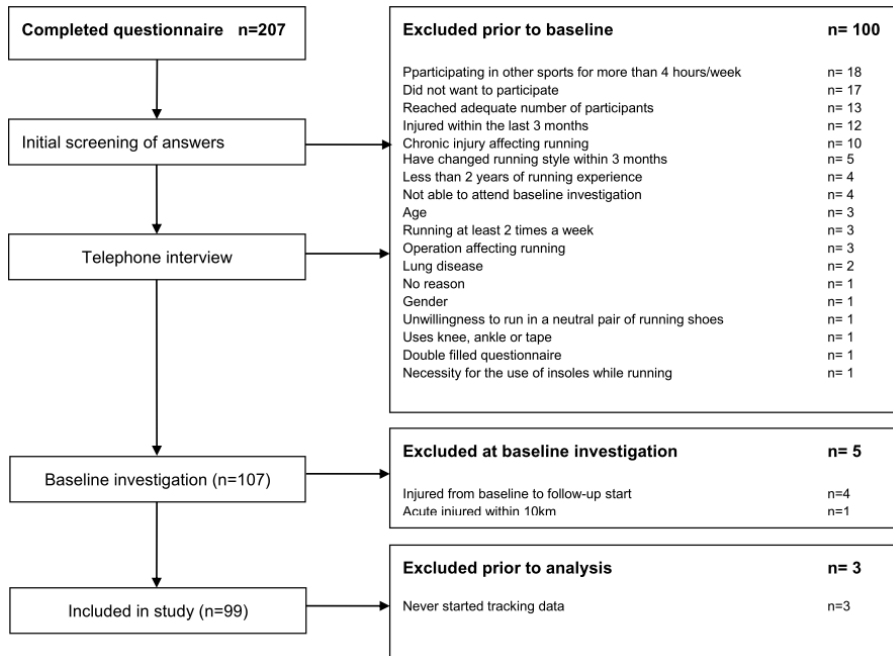 Completed questionnaire n=207
Initial screening of answers
Telephone interview
Baseline investigation (n=107)
Included in study (n=99)
Excluded prior to baseline n= 100
Pparticipating in other sports for more than 4 hours/week n= 18
Did not want to participate n= 17
Reached adequate number of participants n= 13
Injured within the last 3 months n= 12
Chronic injury affecting running n= 10
Have changed running style within 3 months n= 5
Less than 2 years of running experience n= 4
Not able to attend baseline investigation n= 4
Age n= 3
Running at least 2 times a week n= 3
Operation affecting running n= 3
Lung disease n= 2
No reason n= 1
Gender n= 1
Unwillingness to run in a neutral pair of running shoes n= 1
Uses knee, ankle or tape n= 1
Double filled questionnaire n= 1
Necessity for the use of insoles while running n= 1
Excluded at baseline investigation n= 5
Injured from baseline to follow-up start n=4
Acute injured within 10km n=1
Excluded prior to analysis n= 3
Never started tracking data n=3